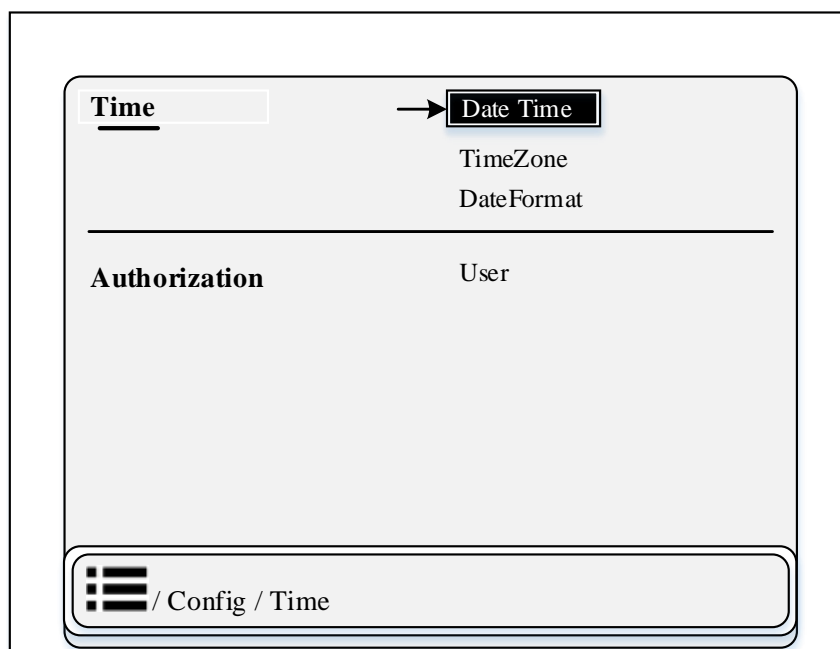 Time Date Time
TimeZone
DateFormat
Authorization User
/ Config / Time